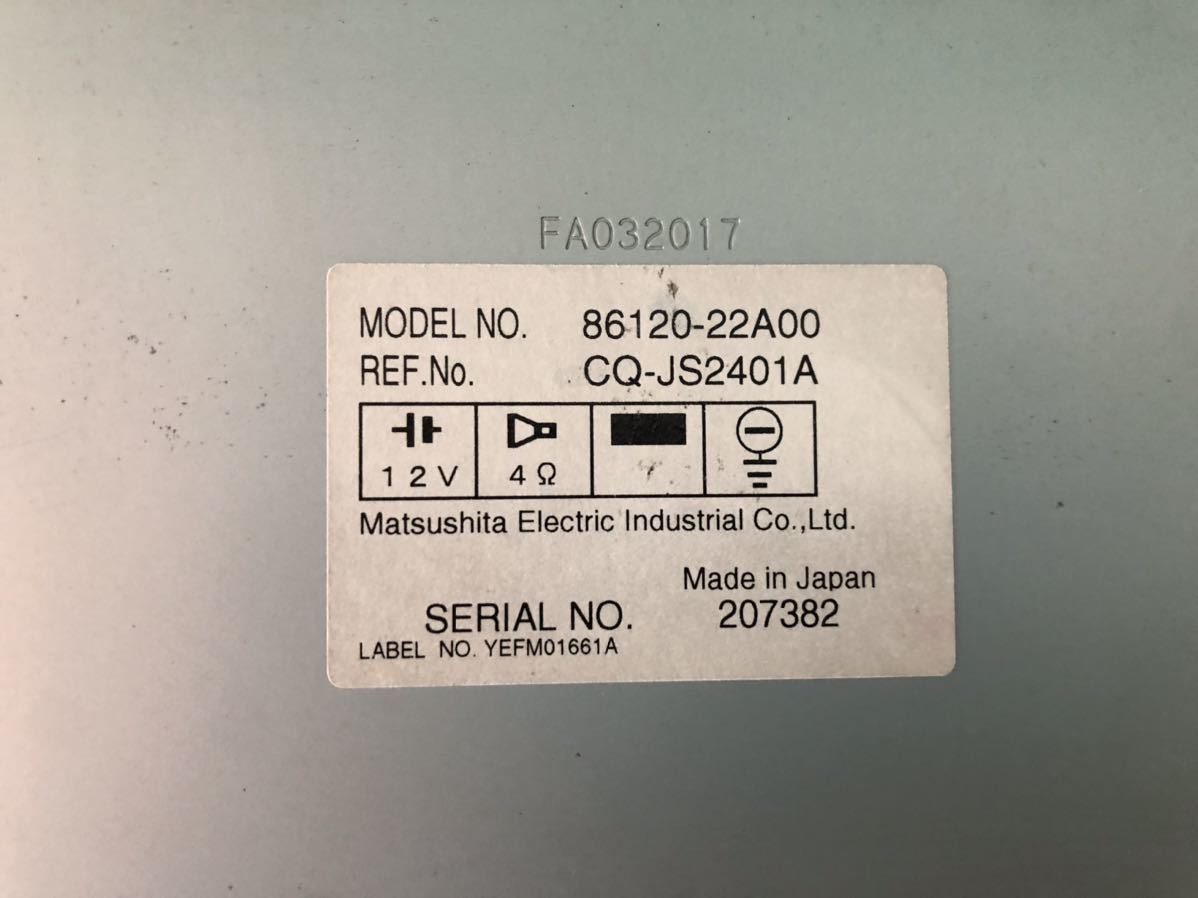 FA032017
MODEL NO. 86120-22A00
REF.No. CQ-JS2401A
12V 4Ω
Matsushita Electric Industrial Co.,Ltd.
Made in Japan
SERIAL NO. 207382
LABEL NO. YEFM01661A